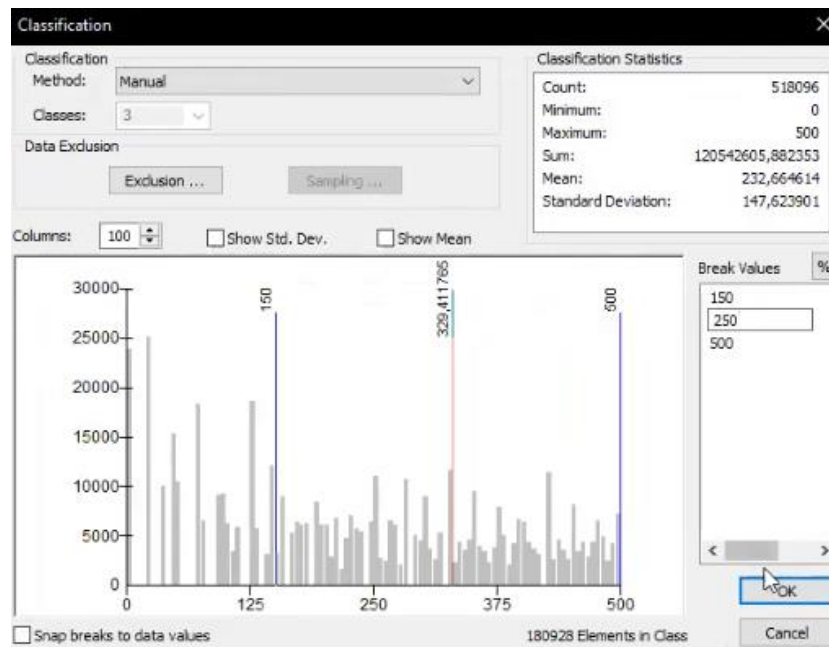 Classification
Classification
Method: Manual
Classes: 3
Data Exclusion
Exclusion ...
Sampling ...
Classification Statistics
Count: 518096
Minimum: 0
Maximum: 500
Sum: 120542605,882353
Mean: 232,664614
Standard Deviation: 147,623901
Columns: 100
Show Std. Dev.
Show Mean
Break Values %
150
250
500
30000
25000
20000
15000
10000
5000
0
150
329,411765
500
0 125 250 375 500
OK
Snap breaks to data values
180928 Elements in Class
Cancel